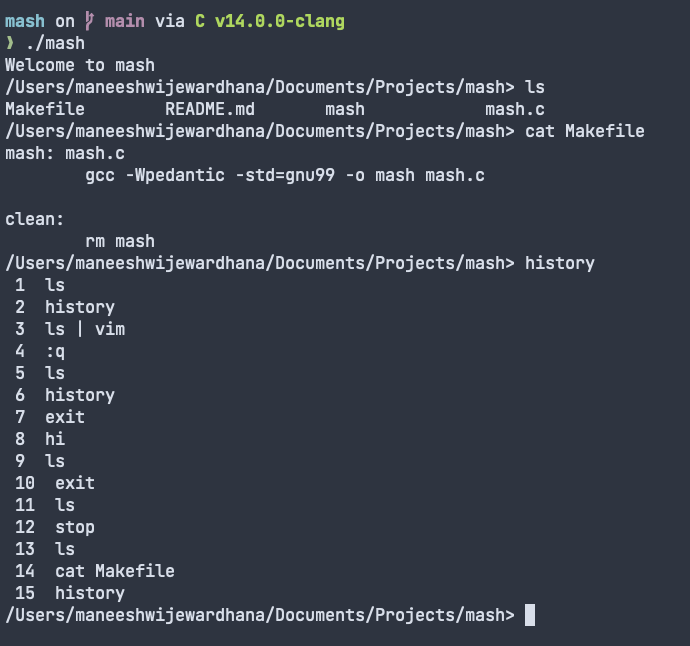 mash on main via C v14.0.0-clang
❱ ./mash
Welcome to mash
/Users/maneeshwijewardhana/Documents/Projects/mash> ls
Makefile        README.md       mash            mash.c
/Users/maneeshwijewardhana/Documents/Projects/mash> cat Makefile
mash: mash.c
        gcc -Wpedantic -std=gnu99 -o mash mash.c

clean:
        rm mash
/Users/maneeshwijewardhana/Documents/Projects/mash> history
 1  ls
 2  history
 3  ls | vim
 4  :q
 5  ls
 6  history
 7  exit
 8  hi
 9  ls
 10  exit
 11  ls
 12  stop
 13  ls
 14  cat Makefile
 15  history
/Users/maneeshwijewardhana/Documents/Projects/mash>